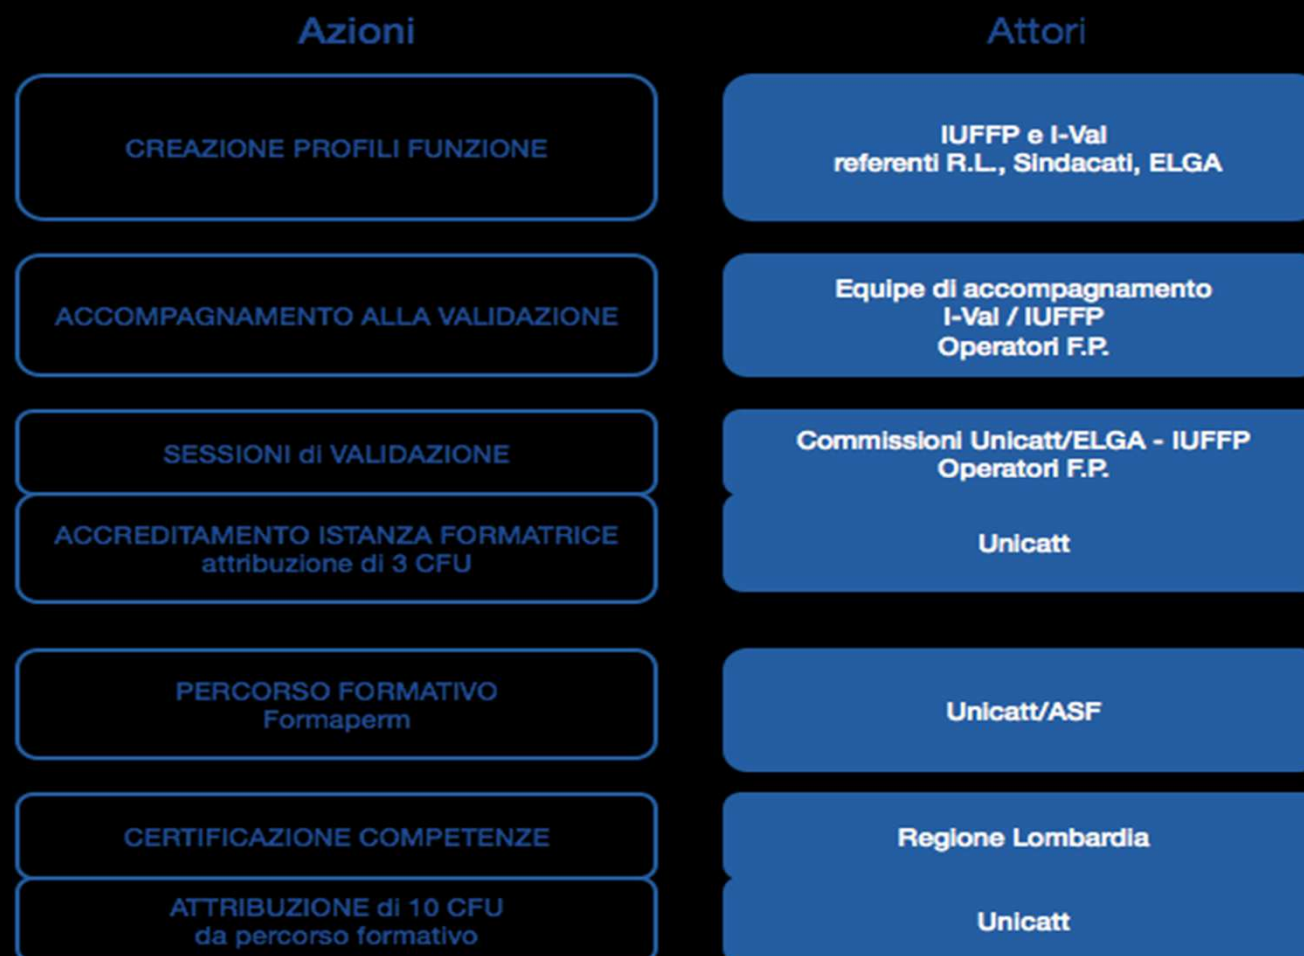 Azioni
Attori
CREAZIONE PROFILI FUNZIONE
IUFFP e I-Val
referenti R.L., Sindacati, ELGA
ACCOMPAGNAMENTO ALLA VALIDAZIONE
Equipe di accompagnamento
I-Val / IUFFP
Operatori F.P.
SESSIONI di VALIDAZIONE
Commissioni Unicatt/ELGA - IUFFP
Operatori F.P.
ACCREDITAMENTO ISTANZA FORMATRICE
attribuzione di 3 CFU
Unicatt
PERCORSO FORMATIVO
Formaperm
Unicatt/ASF
CERTIFICAZIONE COMPETENZE
Regione Lombardia
ATTRIBUZIONE di 10 CFU
da percorso formativo
Unicatt